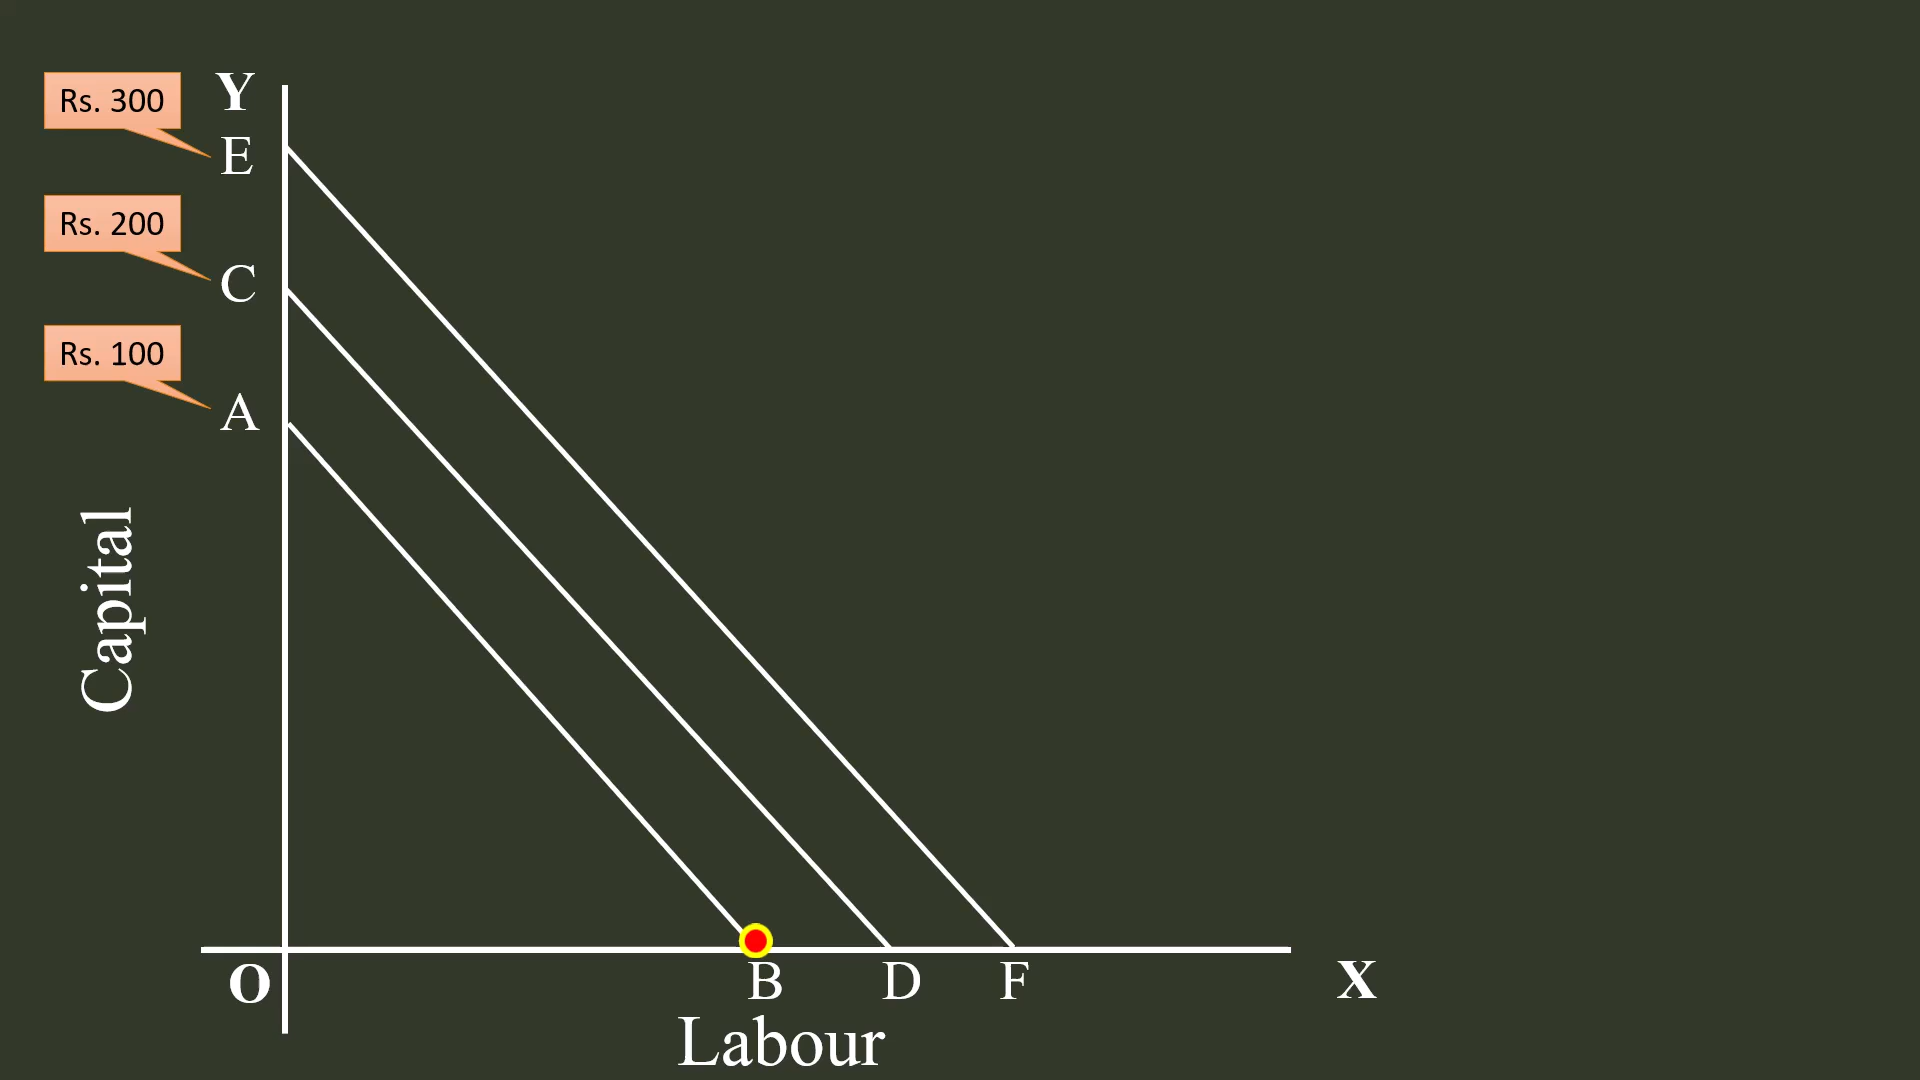 Rs. 300
Y
E
Rs. 200
C
Rs. 100
A
Capital
O
B
D
F
X
Labour